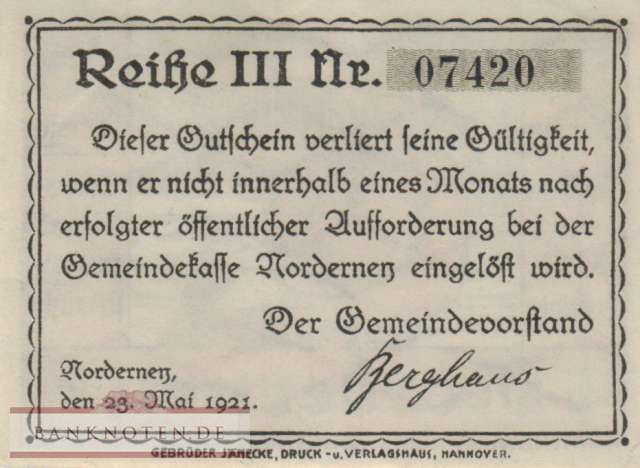 Reihe III Nr. 07420
Dieser Gutschein verliert seine Gültigkeit,
wenn er nicht innerhalb eines Monats nach
erfolgter öffentlicher Aufforderung bei der
Gemeindekasse Norderney eingelöst wird.
Der Gemeindevorstand
Berghaus
Norderney,
den 23. Mai 1921.
BANKNOTEN.DE
GEBRÜDER JÄNECKE, DRUCK- u. VERLAGSHAUS, HANNOVER.